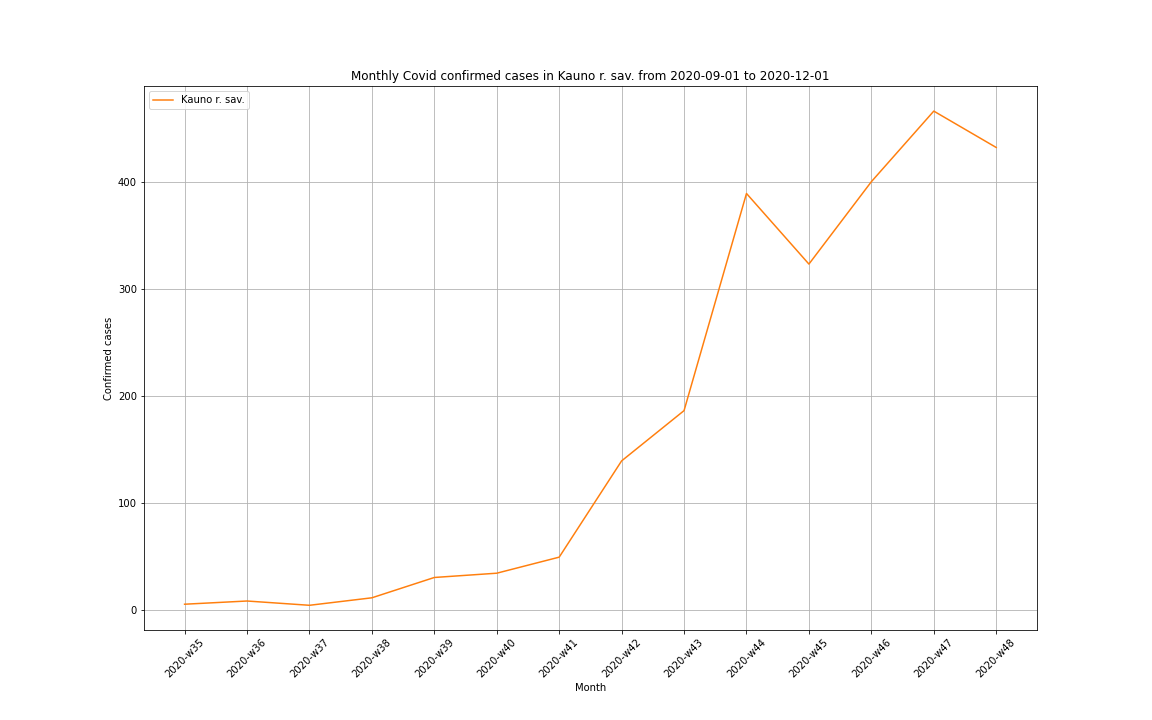 Monthly Covid confirmed cases in Kauno r. sav. from 2020-09-01 to 2020-12-01
Kauno r. sav.
400
300
200
100
0
Confirmed cases
2020-w35
2020-w36
2020-w37
2020-w38
2020-w39
2020-w40
2020-w41
2020-w42
2020-w43
2020-w44
2020-w45
2020-w46
2020-w47
2020-w48
Month